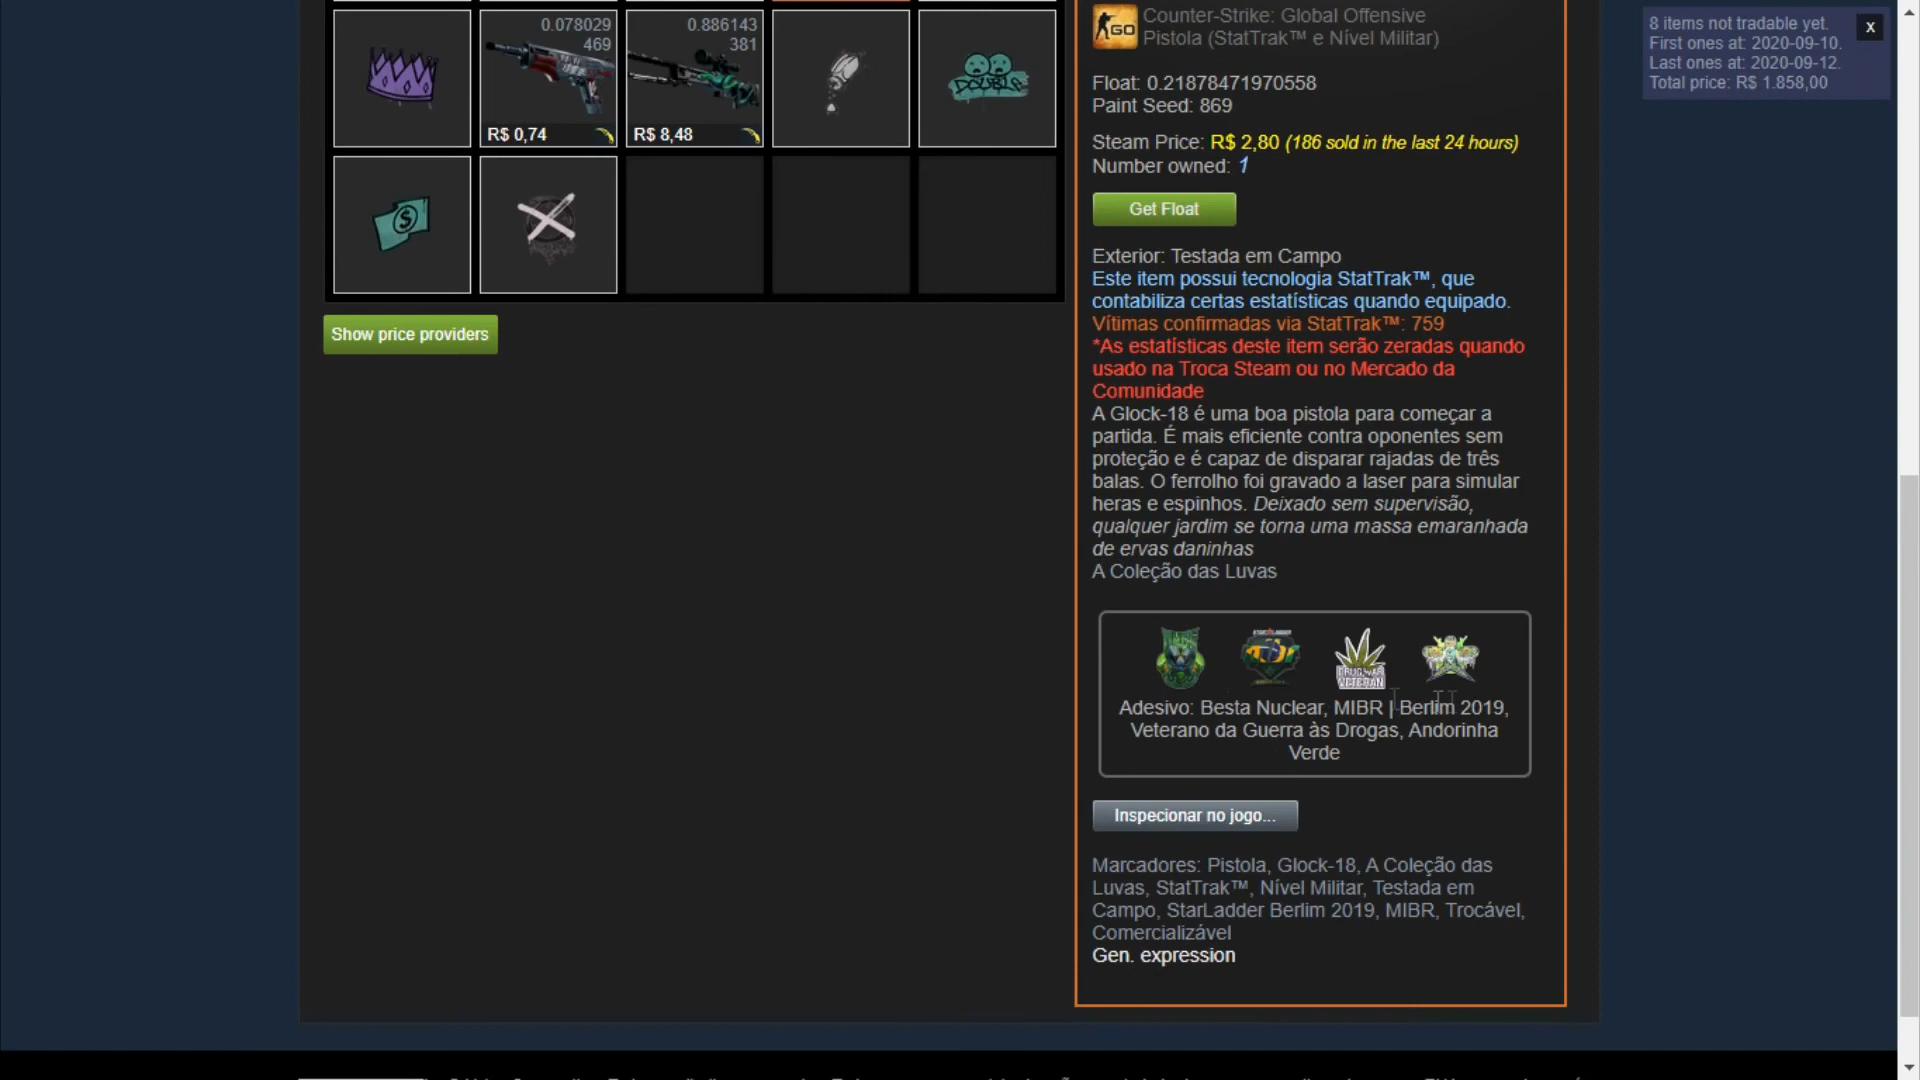 Counter-Strike: Global Offensive
Pistola (StatTrak™ e Nível Militar)
8 items not tradable yet.
First ones at: 2020-09-10.
Last ones at: 2020-09-12.
Total price: R$ 1.858,00
x
0.078029
469
R$ 0,74
0.886143
381
R$ 8,48
DOUBLE
Float: 0.21878471970558
Paint Seed: 869
Steam Price: R$ 2,80 (186 sold in the last 24 hours)
Number owned: 1
Get Float
Show price providers
Exterior: Testada em Campo
Este item possui tecnologia StatTrak™, que
contabiliza certas estatísticas quando equipado.
Vítimas confirmadas via StatTrak™: 759
*As estatísticas deste item serão zeradas quando
usado na Troca Steam ou no Mercado da
Comunidade
A Glock-18 é uma boa pistola para começar a
partida. É mais eficiente contra oponentes sem
proteção e é capaz de disparar rajadas de três
balas. O ferrolho foi gravado a laser para simular
heras e espinhos. Deixado sem supervisão,
qualquer jardim se torna uma massa emaranhada
de ervas daninhas
A Coleção das Luvas
DRUG WAR
VETERAN
Adesivo: Besta Nuclear, MIBR | Berlim 2019,
Veterano da Guerra às Drogas, Andorinha
Verde
Inspecionar no jogo...
Marcadores: Pistola, Glock-18, A Coleção das
Luvas, StatTrak™, Nível Militar, Testada em
Campo, StarLadder Berlim 2019, MIBR, Trocável,
Comercializável
Gen. expression